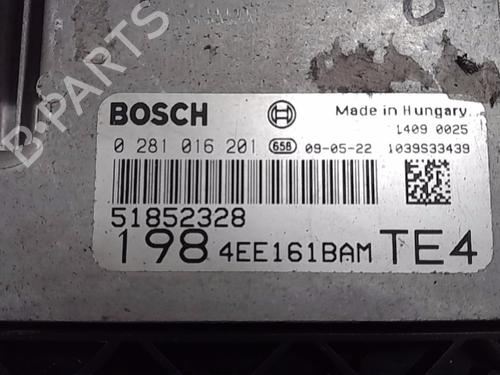 B-PARTS
BOSCH
Made in Hungary
1409 0025
0 281 016 201 658 09-05-22 1039S33439
51852328
198 4EE161BAM TE4